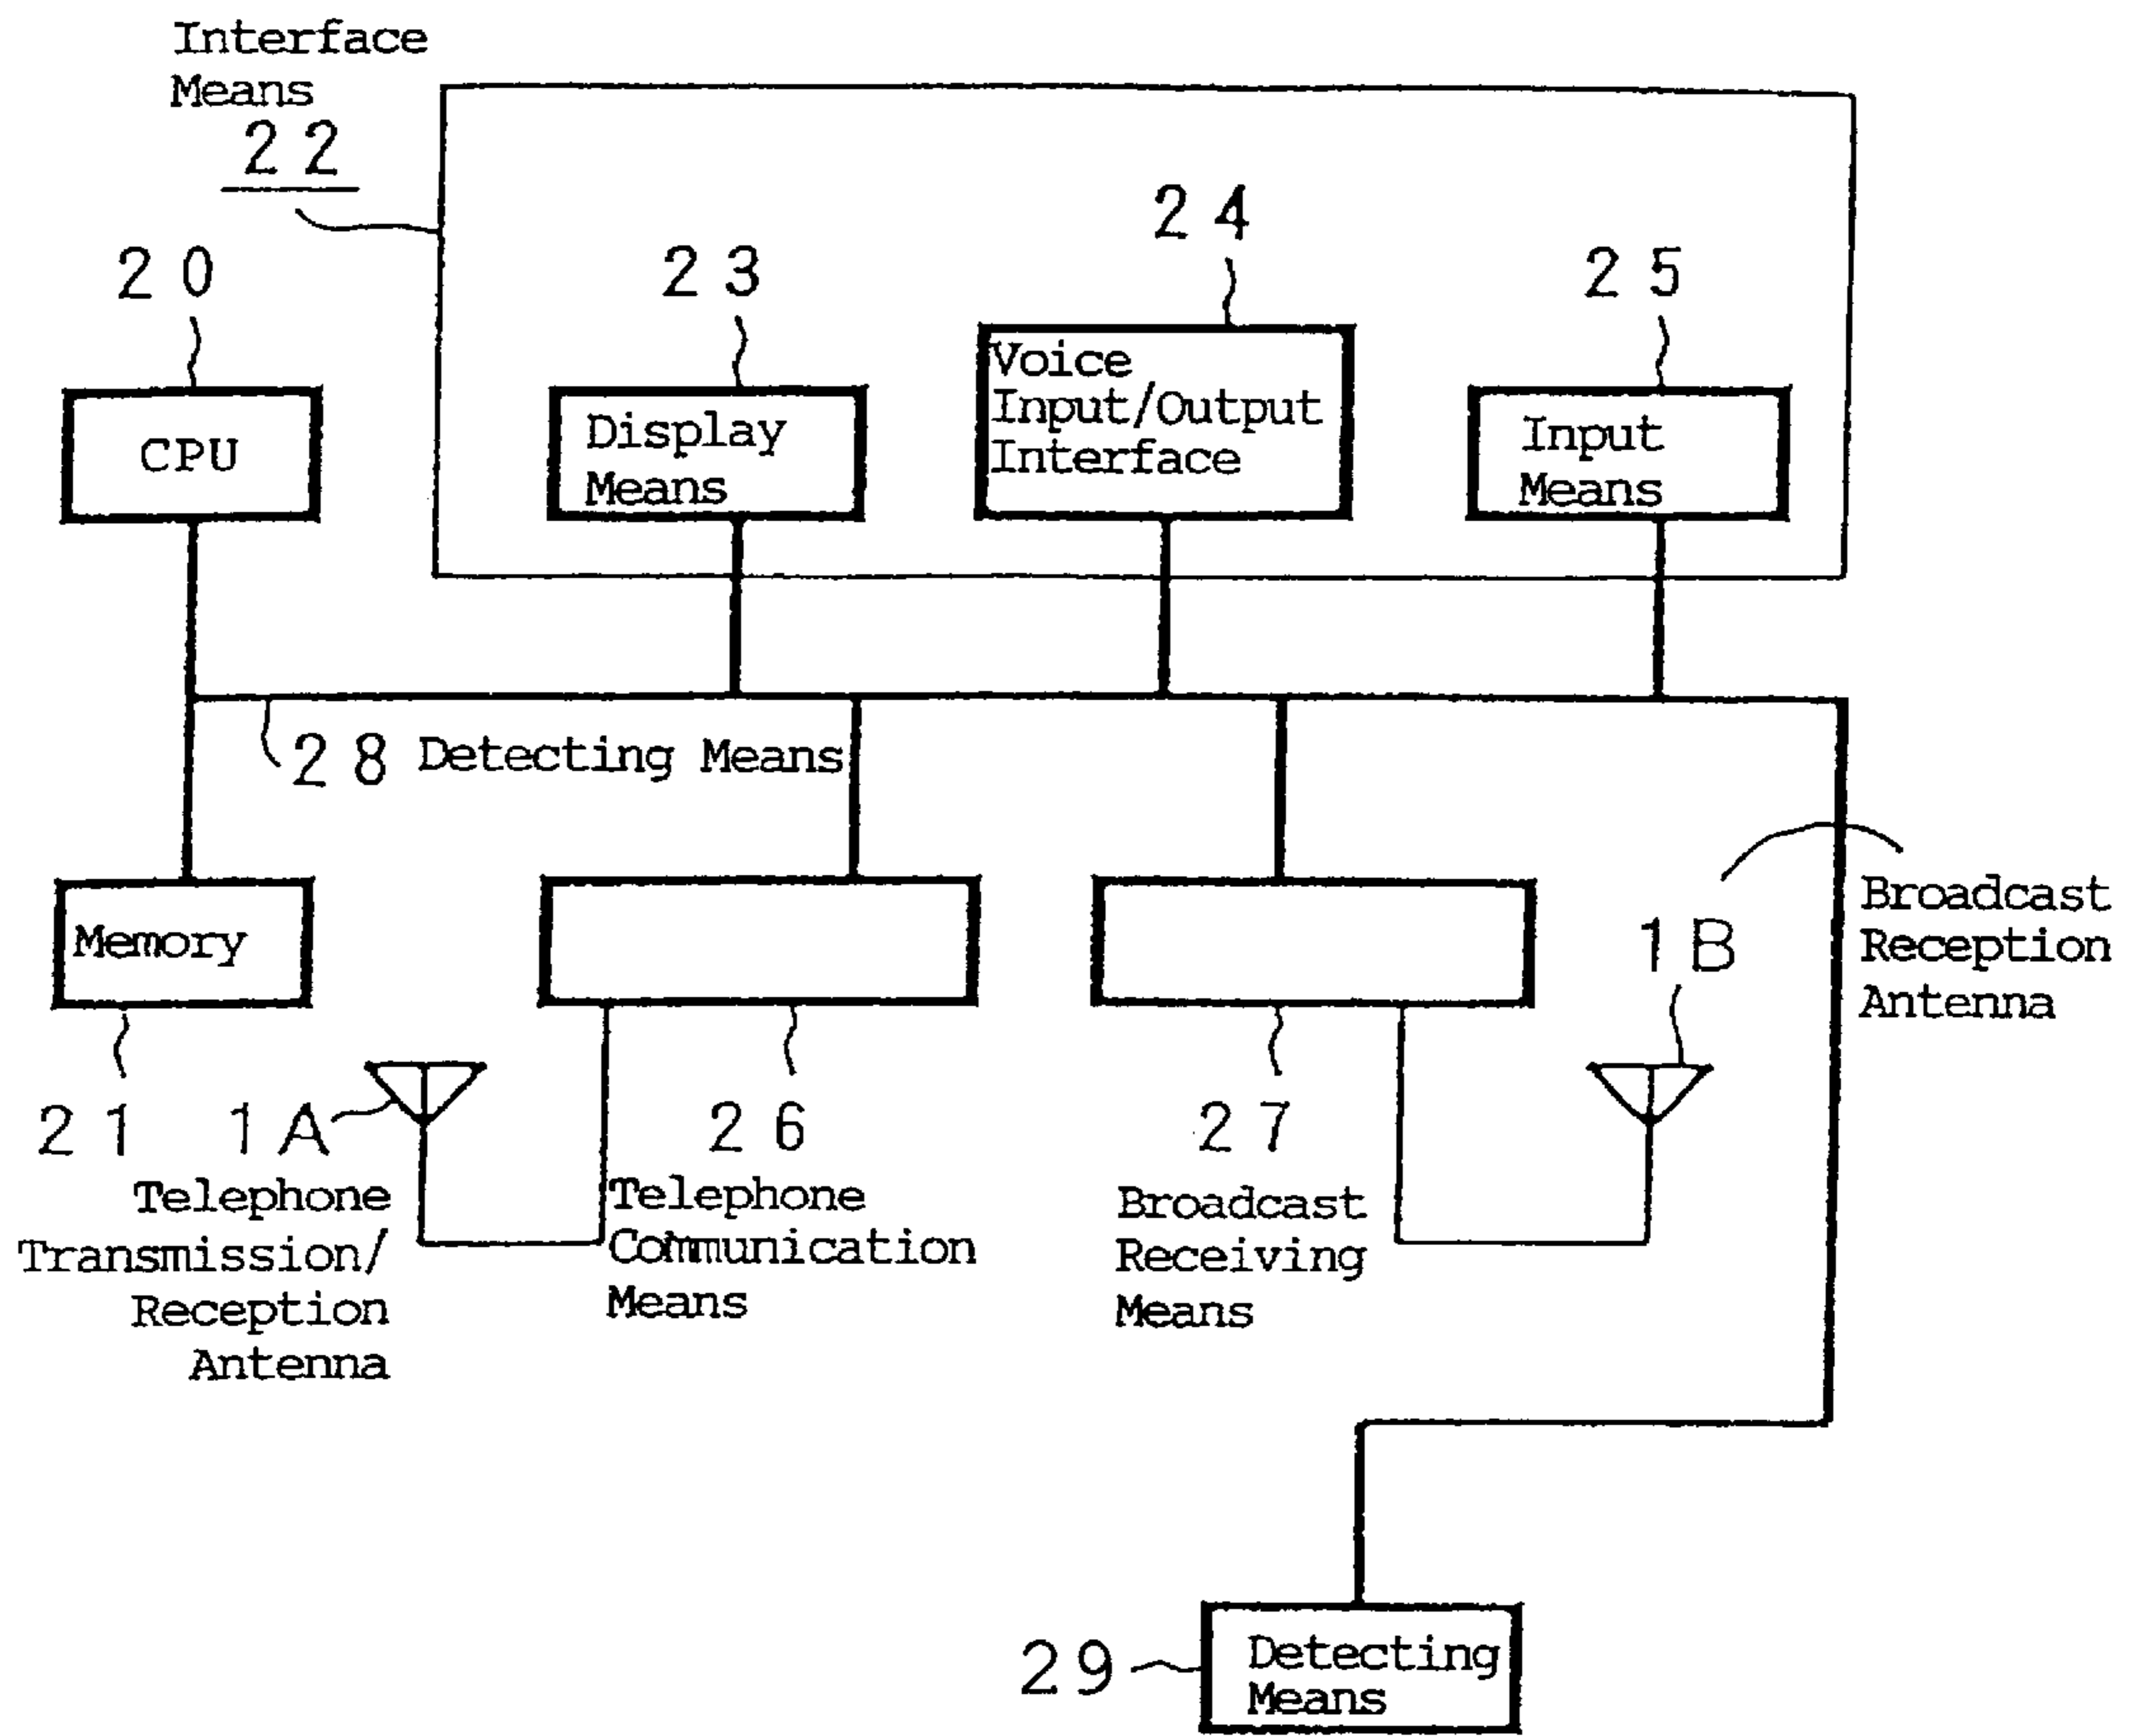 Interface
Means
22
20
23
24
25
CPU
Display
Means
Voice
Input/Output
Interface
Input
Means
28 Detecting Means
Memory
1B
Broadcast
Reception
Antenna
21
1A
Telephone
Transmission/
Reception
Antenna
26
Telephone
Communication
Means
27
Broadcast
Receiving
Means
29
Detecting
Means